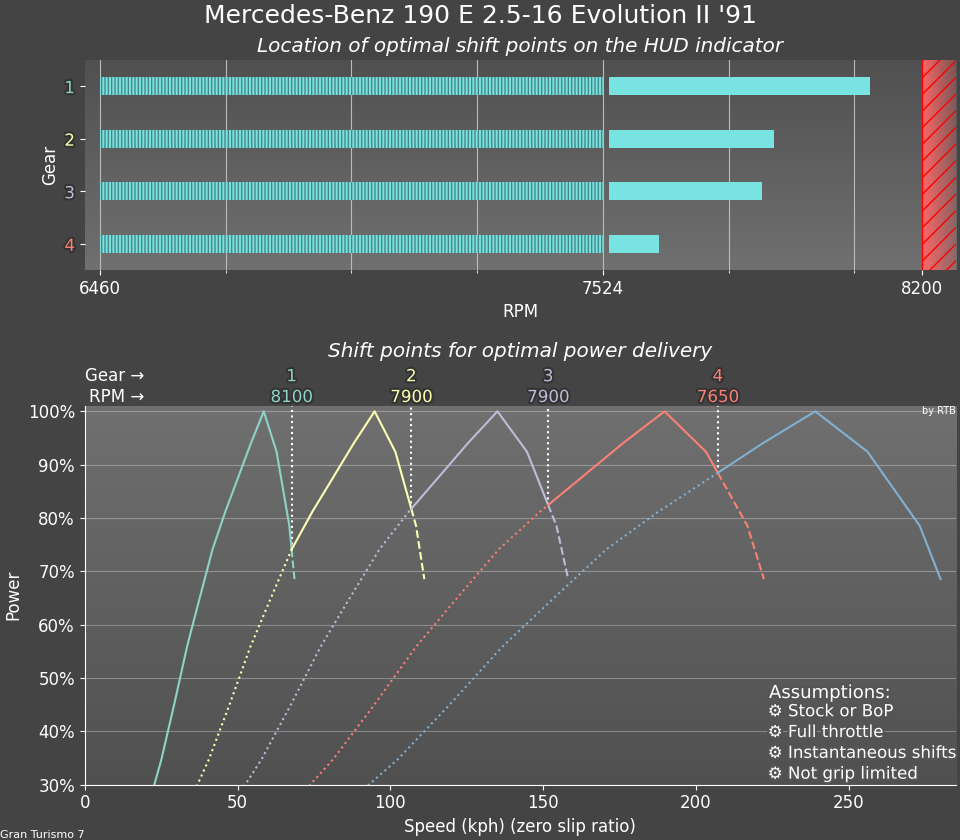 Mercedes-Benz 190 E 2.5-16 Evolution II '91
Location of optimal shift points on the HUD indicator
Gear
1
2
3
4
6460 7524 8200
RPM
Shift points for optimal power delivery
Gear → 1 2 3 4
RPM → 8100 7900 7900 7650
by RTB
Power
100%
90%
80%
70%
60%
50%
40%
30%
Assumptions:
⚙ Stock or BoP
⚙ Full throttle
⚙ Instantaneous shifts
⚙ Not grip limited
0 50 100 150 200 250
Speed (kph) (zero slip ratio)
Gran Turismo 7